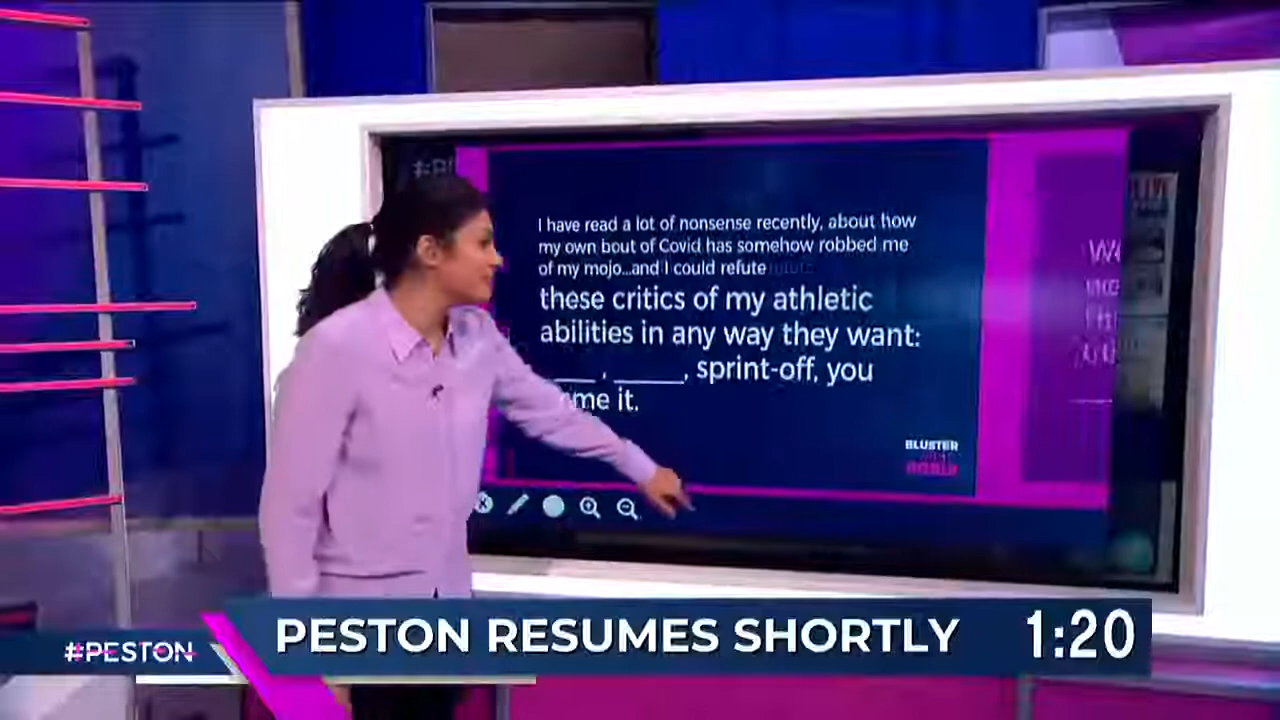 I have read a lot of nonsense recently, about how
my own bout of Covid has somehow robbed me
of my mojo...and I could refute
these critics of my athletic
abilities in any way they want:
____ , _____, sprint-off, you
me it.
BLUSTER
#PESTON
PESTON RESUMES SHORTLY
1:20